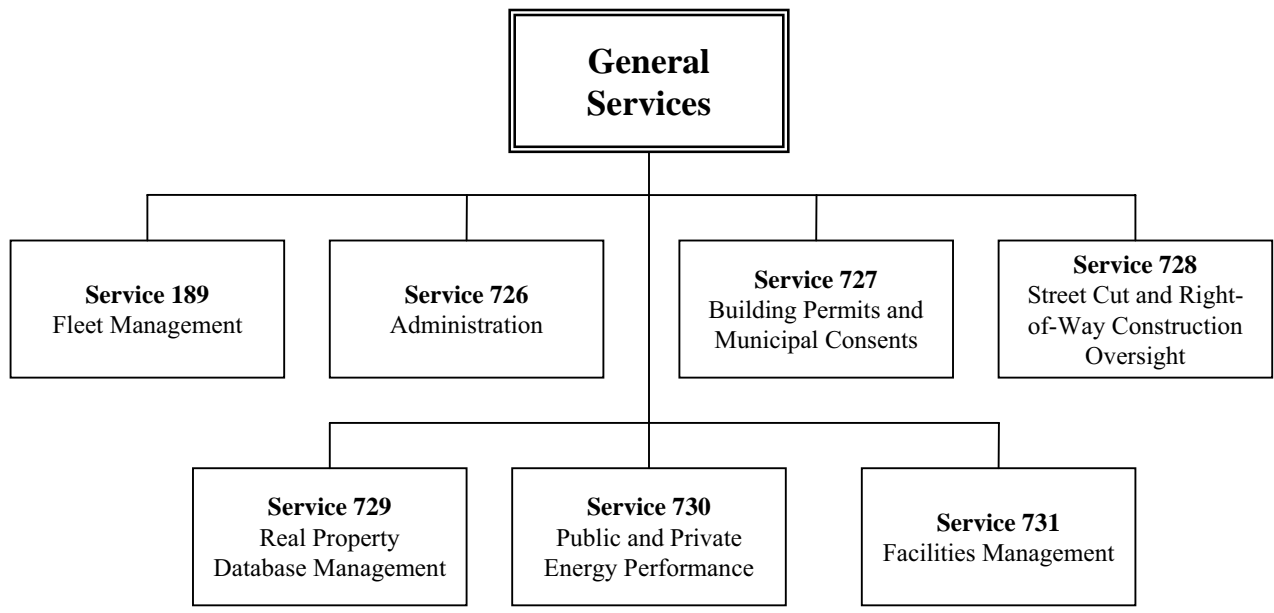 General
Services
Service 189
Fleet Management
Service 726
Administration
Service 727
Building Permits and
Municipal Consents
Service 728
Street Cut and Right-
of-Way Construction
Oversight
Service 729
Real Property
Database Management
Service 730
Public and Private
Energy Performance
Service 731
Facilities Management